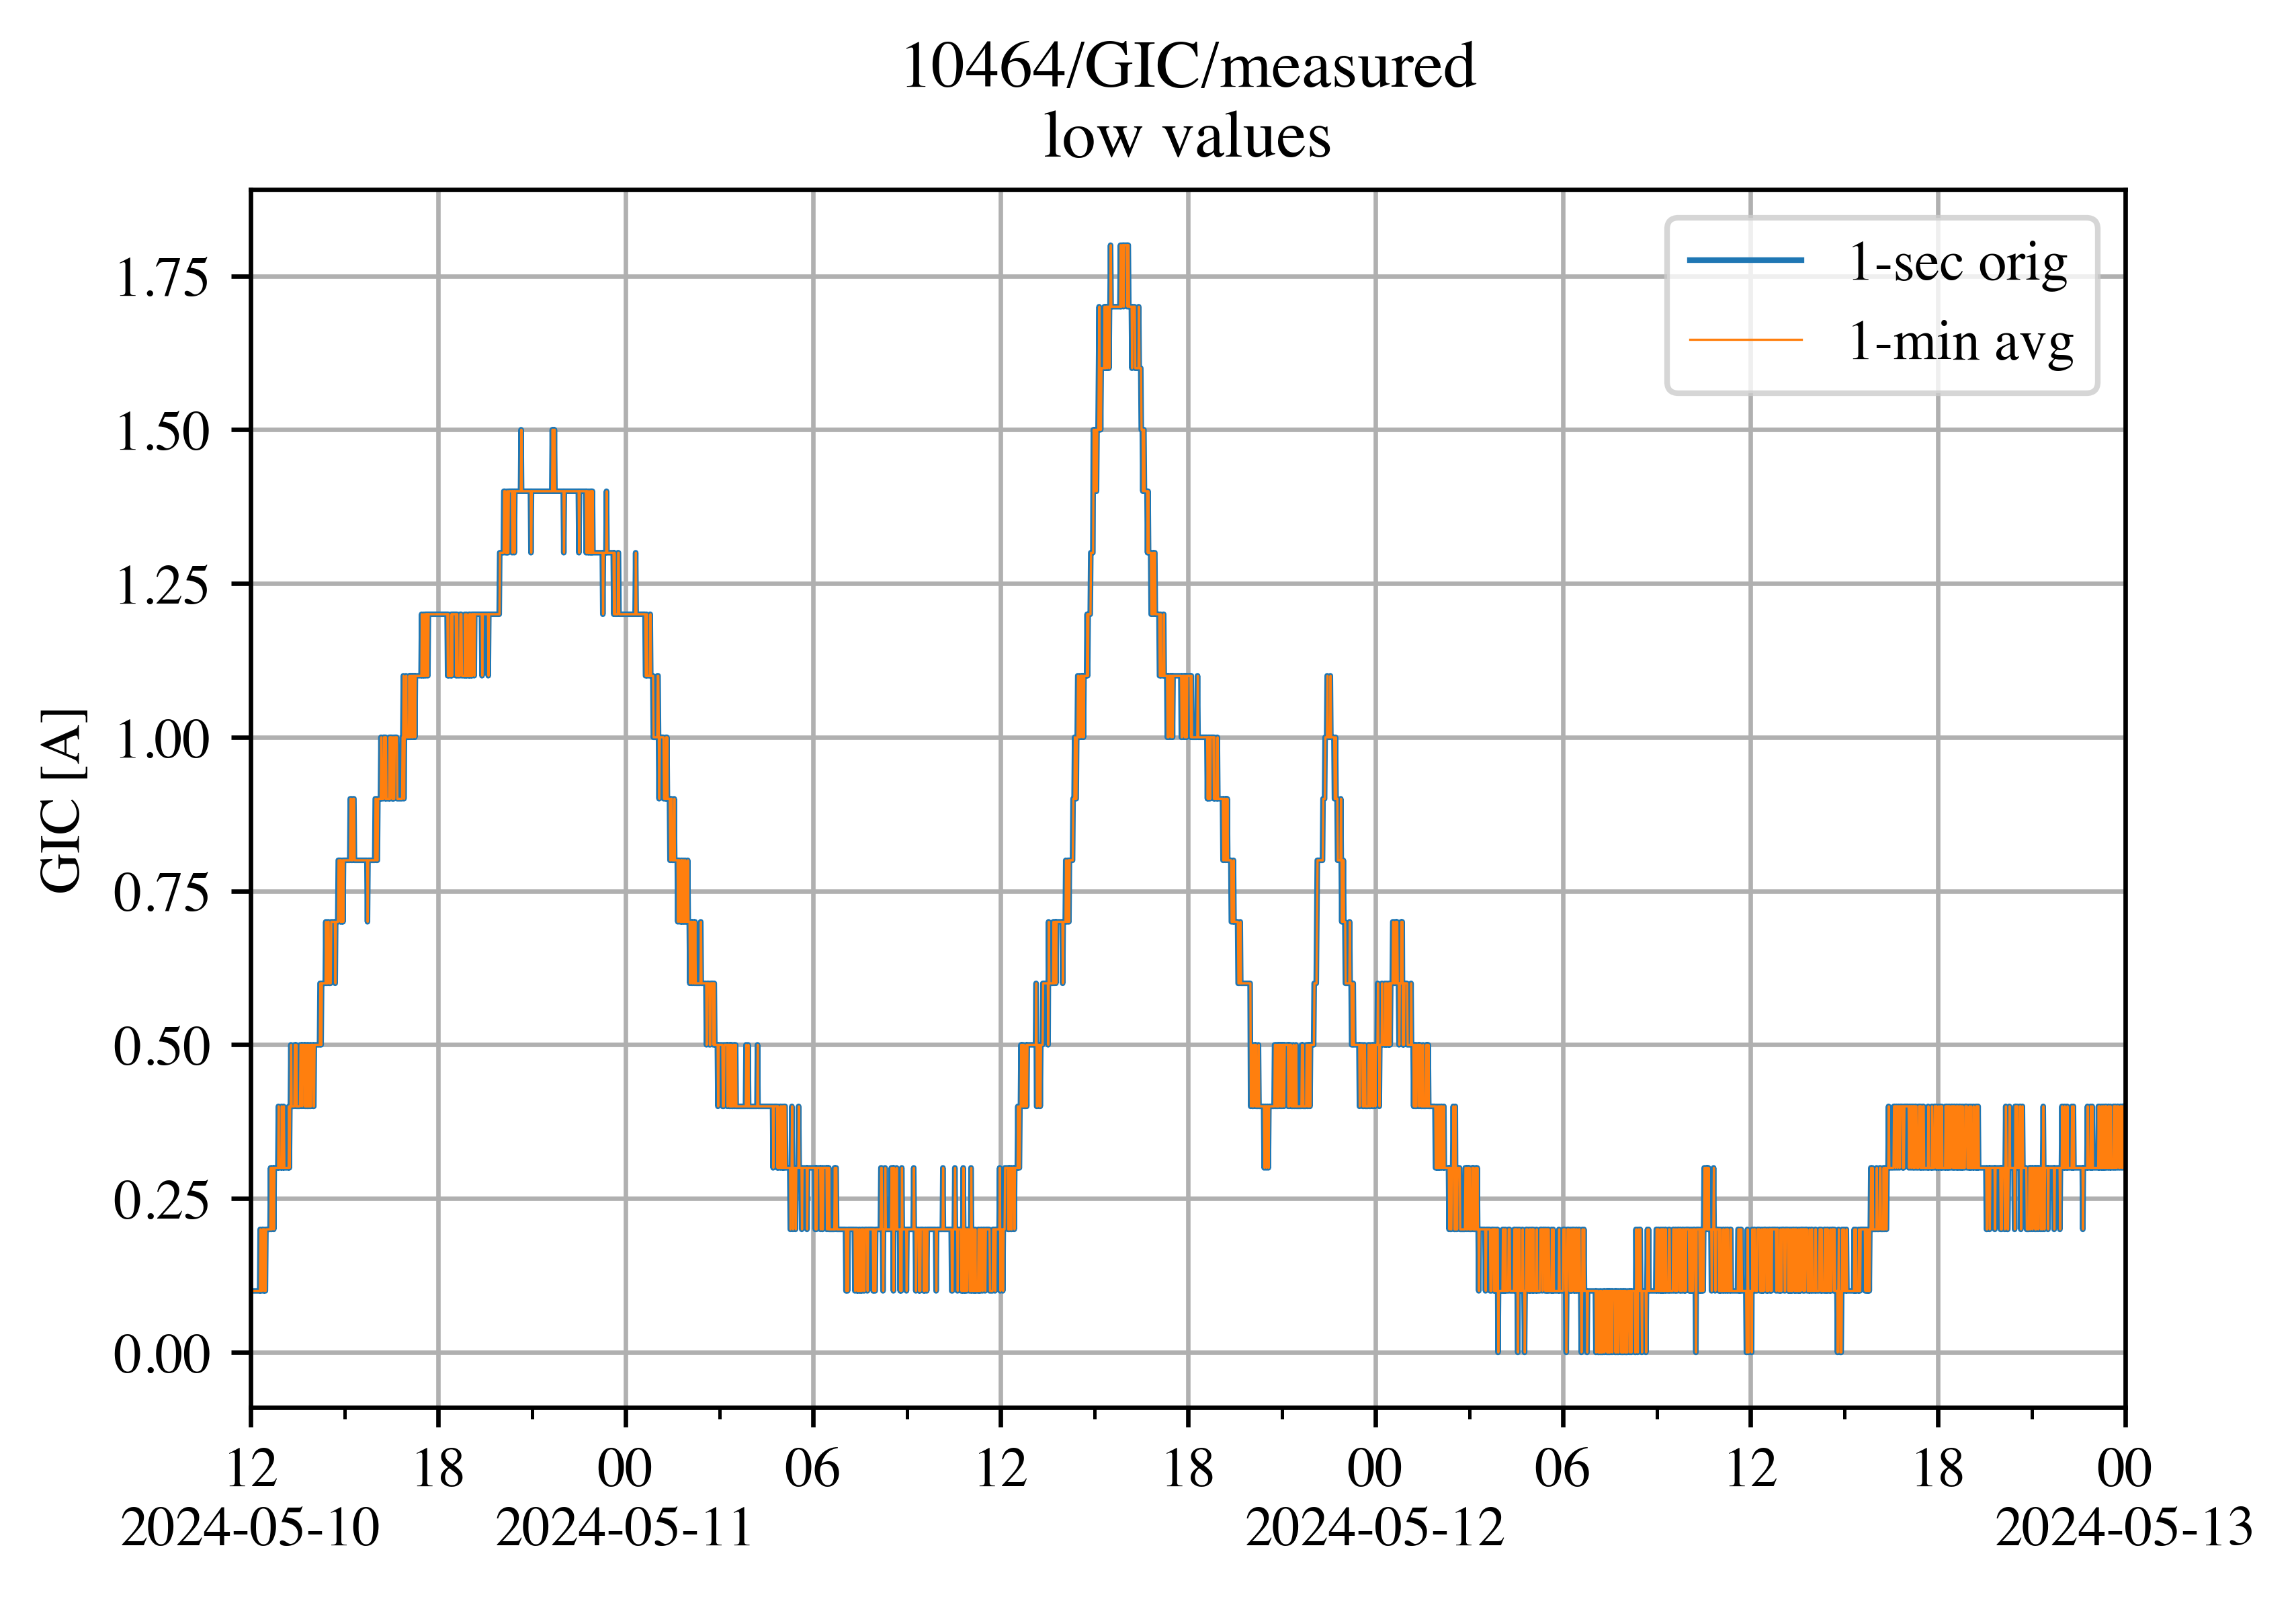 10464/GIC/measured
low values
1-sec orig
1-min avg
GIC [A]
1.75
1.50
1.25
1.00
0.75
0.50
0.25
0.00
12 18 00 06 12 18 00 06 12 18 00
2024-05-10 2024-05-11 2024-05-12 2024-05-13